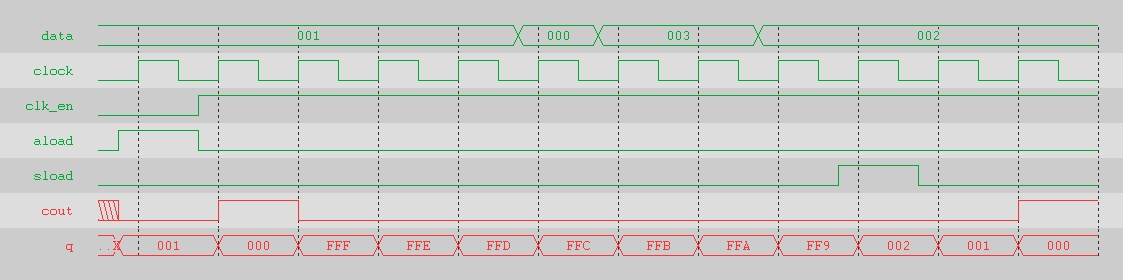 data 001 000 003 002
clock
clk_en
aload
sload
cout
q ..X 001 000 FFF FFE FFD FFC FFB FFA FF9 002 001 000